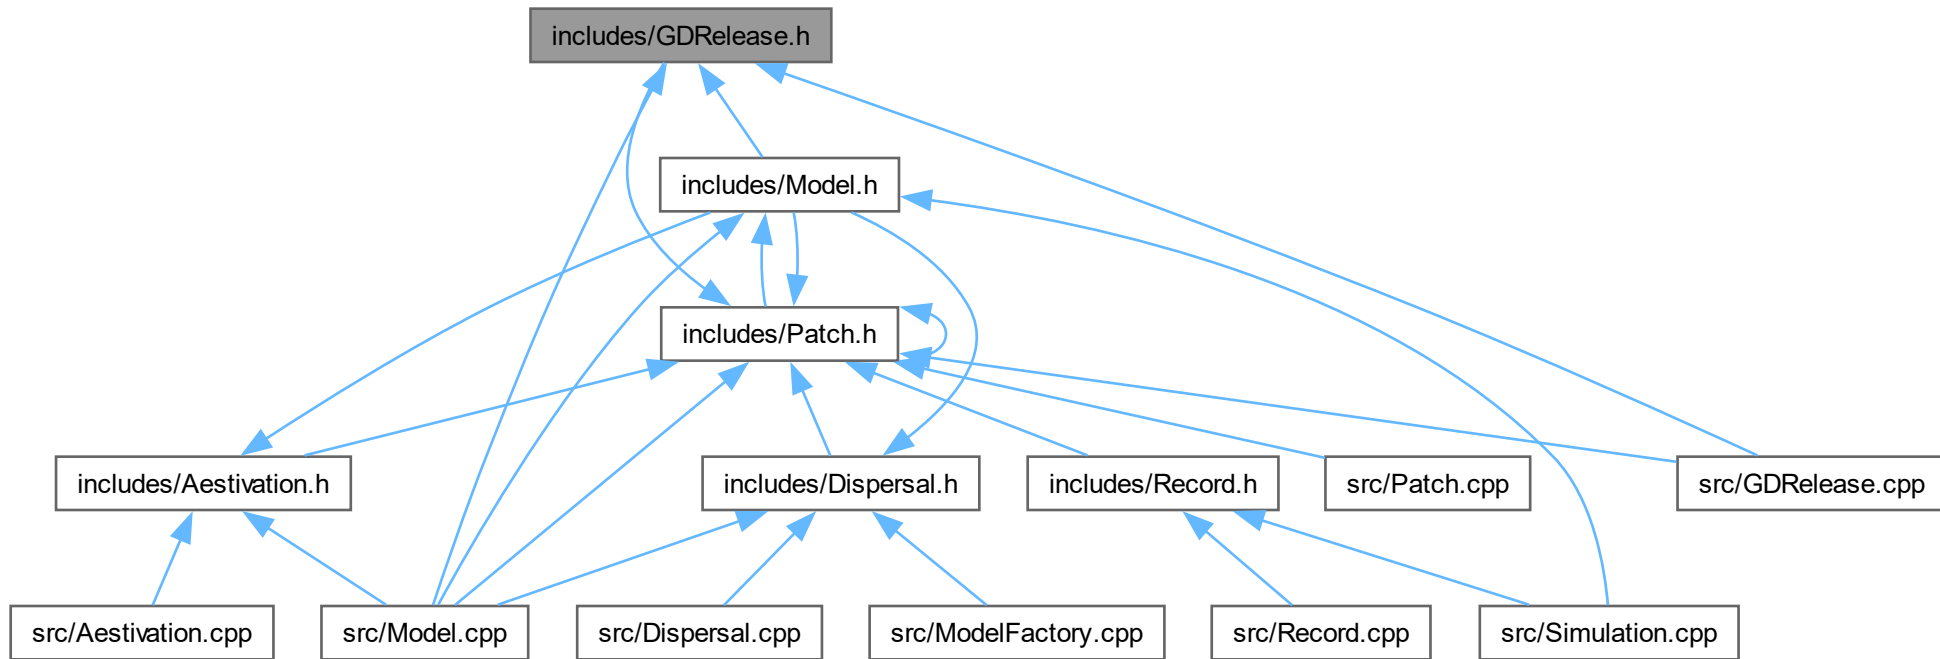 includes/GDRelease.h
includes/Model.h
includes/Patch.h
includes/Aestivation.h
includes/Dispersal.h
includes/Record.h
src/Patch.cpp
src/GDRelease.cpp
src/Aestivation.cpp
src/Model.cpp
src/Dispersal.cpp
src/ModelFactory.cpp
src/Record.cpp
src/Simulation.cpp